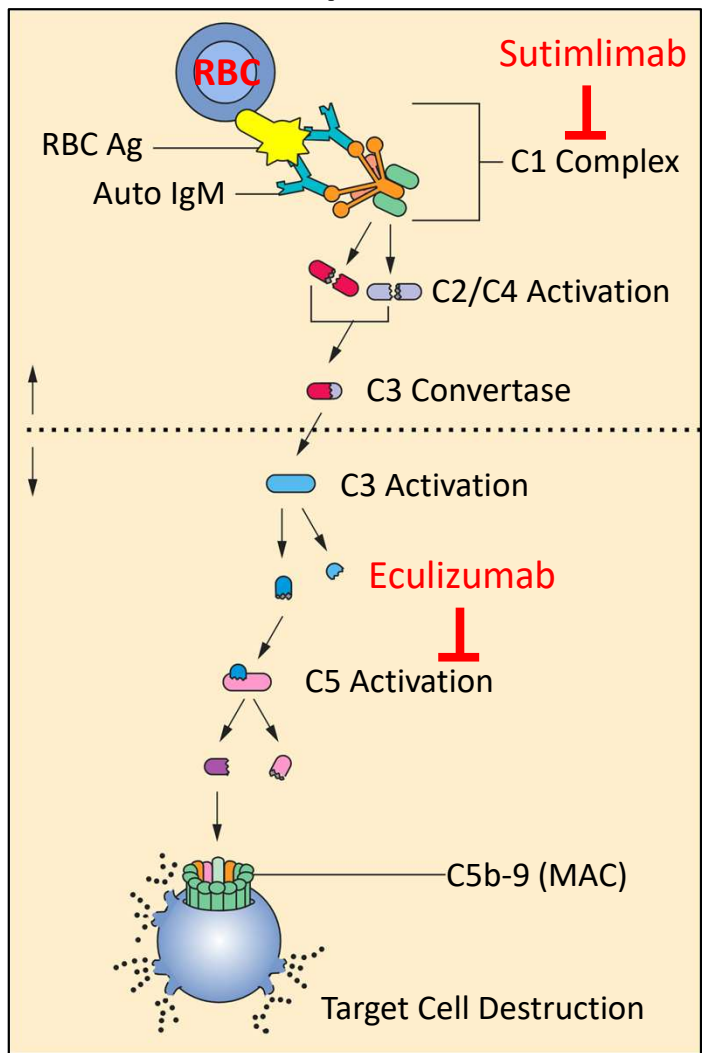 RBC
Sutimlimab
RBC Ag
C1 Complex
Auto IgM
C2/C4 Activation
C3 Convertase
C3 Activation
Eculizumab
C5 Activation
C5b-9 (MAC)
Target Cell Destruction